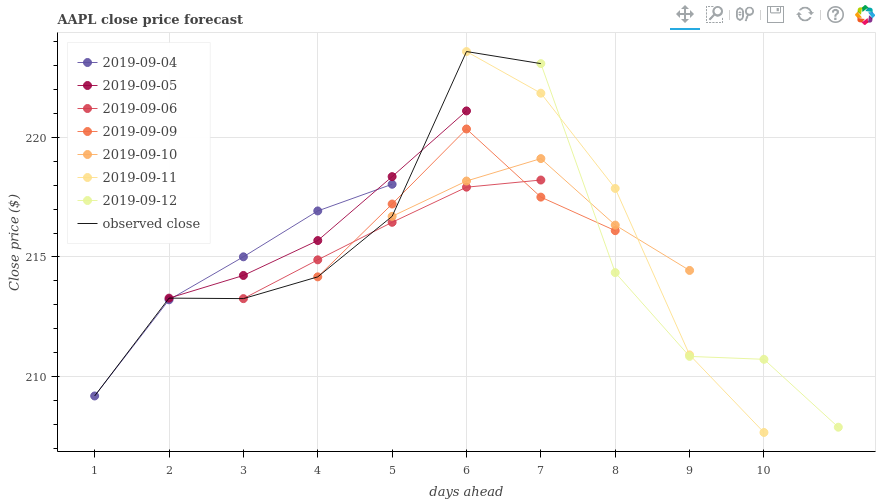 AAPL close price forecast
2019-09-04
2019-09-05
2019-09-06
2019-09-09
2019-09-10
2019-09-11
2019-09-12
observed close
Close price ($)
220
215
210
1 2 3 4 5 6 7 8 9 10
days ahead